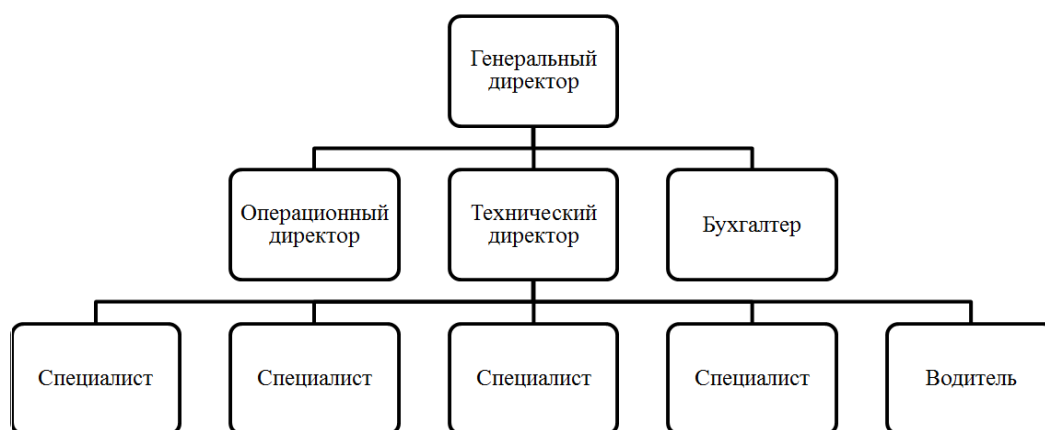 Генеральный
директор
Операционный
директор
Технический
директор
Бухгалтер
Специалист
Специалист
Специалист
Специалист
Водитель